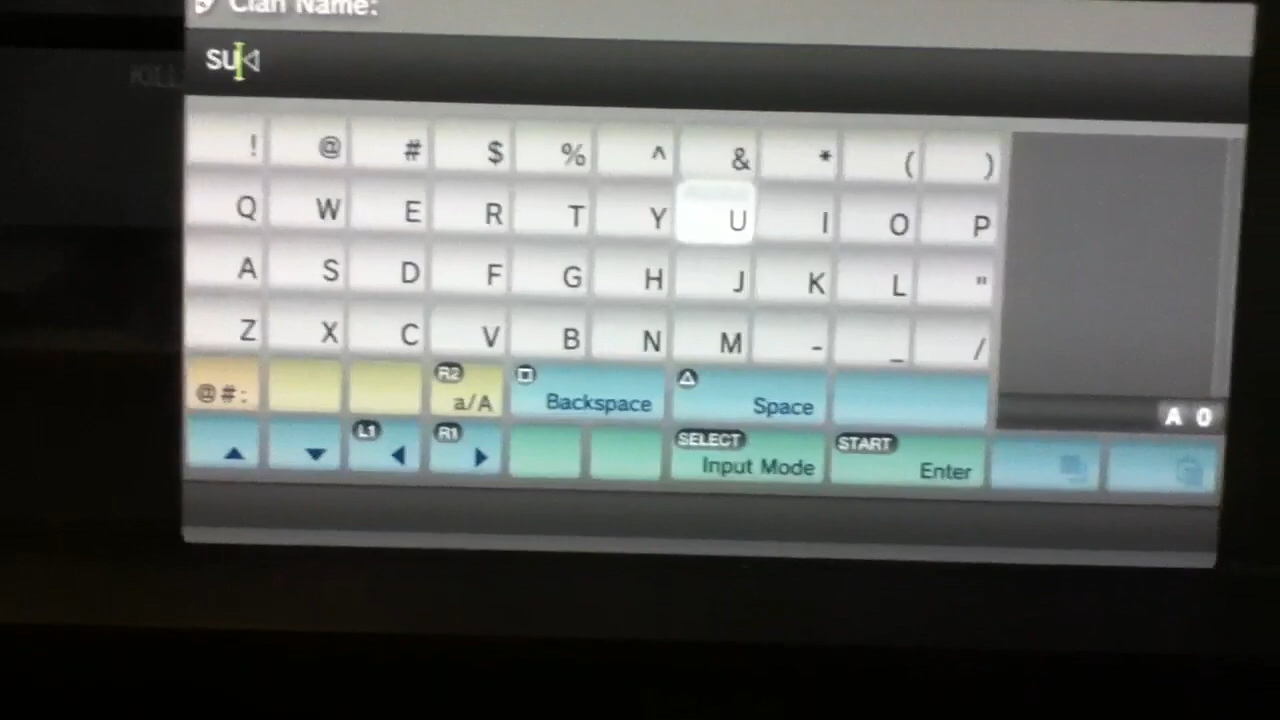 Clan Name:
su
! @ # $ % ^ & * ( )
Q W E R T Y U I O P
A S D F G H J K L "
Z X C V B N M - _ /
@#: R2 a/A Backspace Space
L1 R1 SELECT Input Mode START Enter
A 0